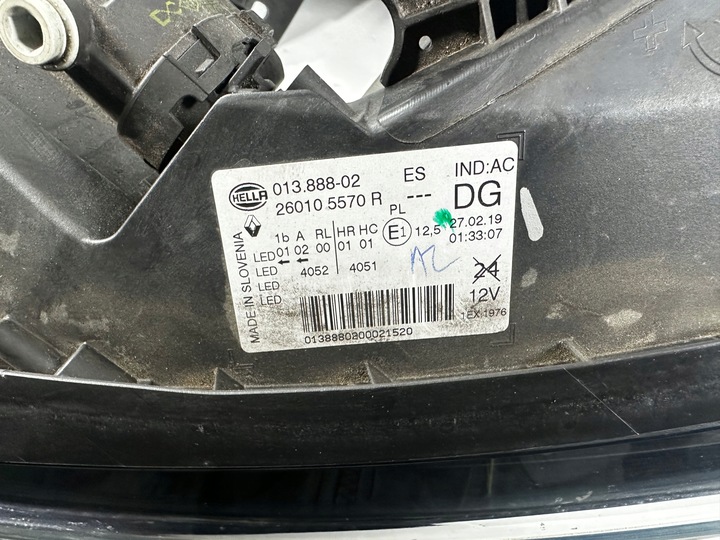 HELLA 013.888-02 ES IND:AC
26010 5570 R --- DG
PL
1b A RL HR HC E1 12,5 27.02.19
LED 01 02 00 01 01 01:33:07
LED ← ← 4052 4051 AZ 24
LED 12V
LED 1EX 1976
MADE IN SLOVENIA
0138880200021520